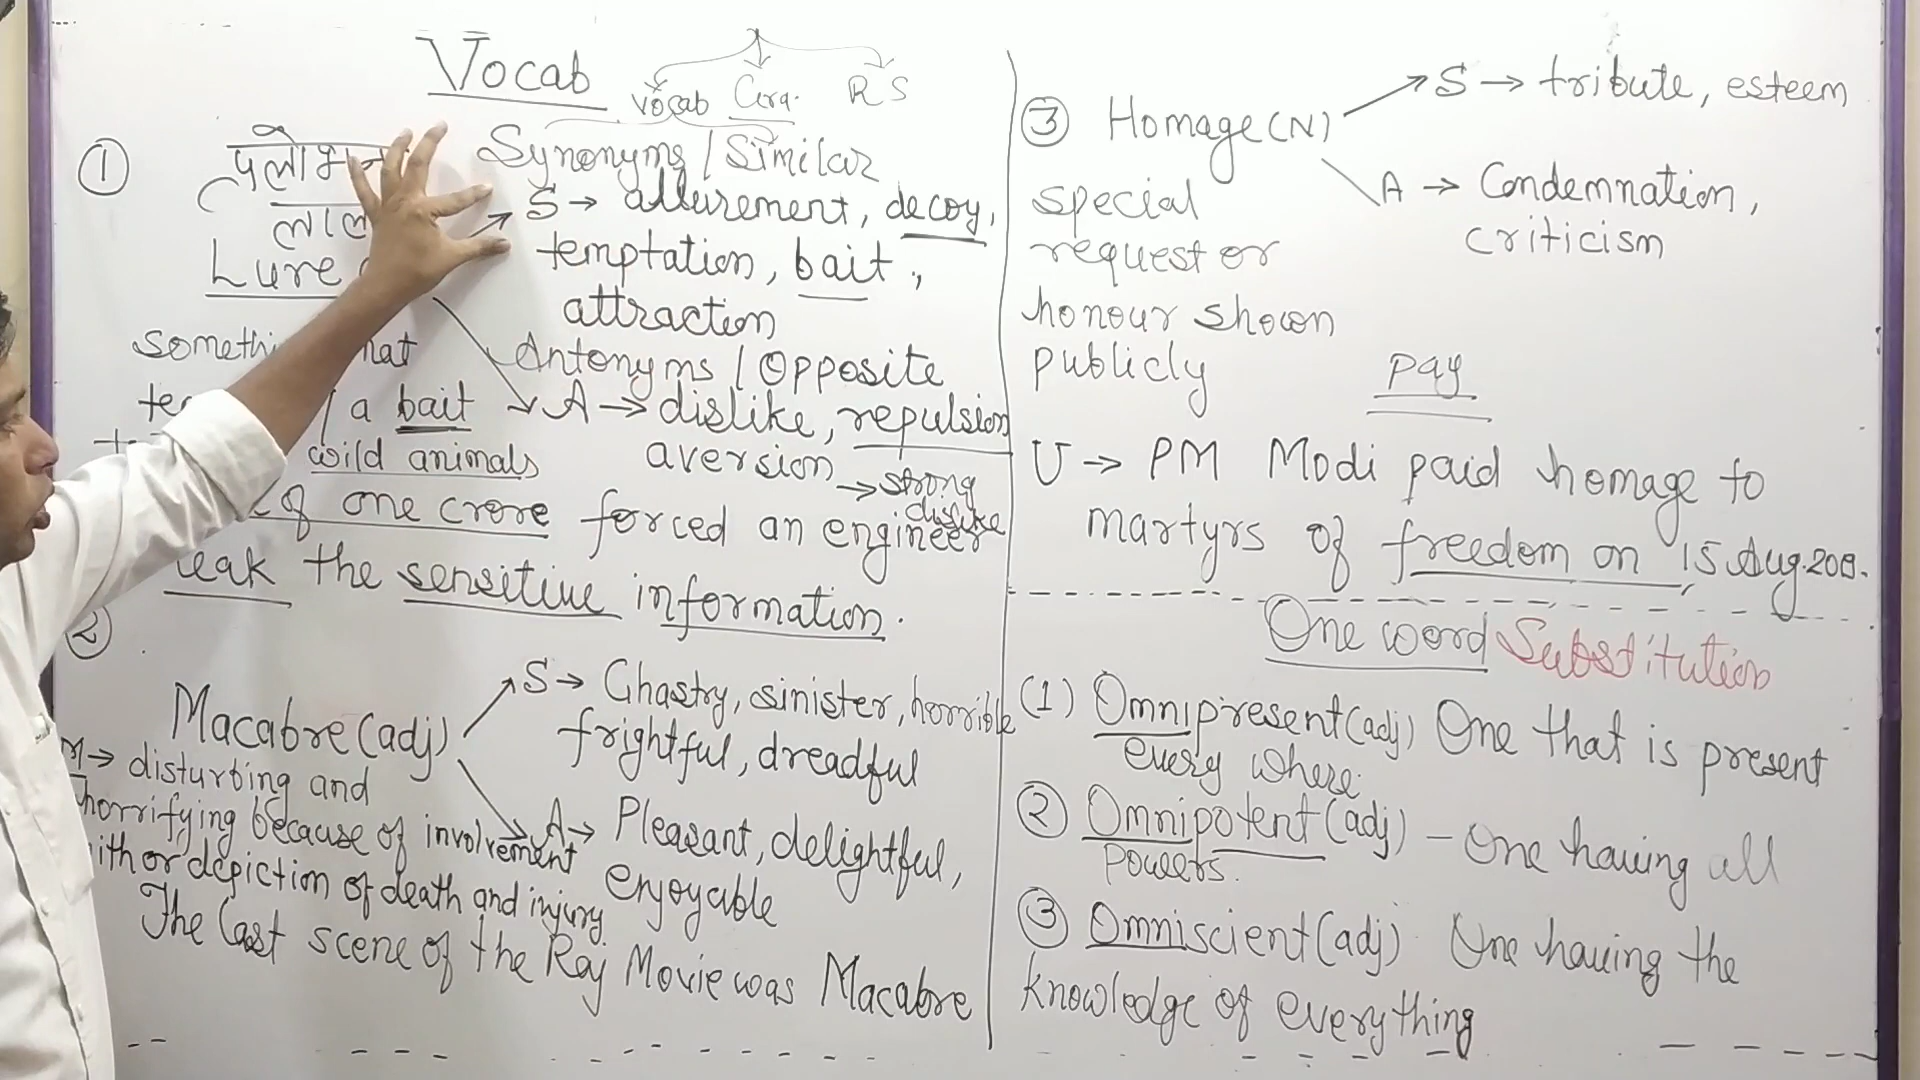 Vocab
vocab Gra. RS
①
Synonyms / Similar
Lure
S → allurement, decoy,
temptation, bait,
attraction
Antonyms / Opposite
A → dislike, repulsion
aversion → strong
dislike
a bait
wild animals
of one crore forced an engineer
leak the sensitive information.
②
Macabre (adj)
S → Ghastly, sinister, horrible
frightful, dreadful
M → disturbing and
horrifying because of involvement
with or depiction of death and injury
A → Pleasant, delightful,
enjoyable
The last scene of the Raj Movie was Macabre
③ Homage (N)
S → tribute, esteem
A → Condemnation,
criticism
special
request or
honour shown
publicly
pay
U → PM Modi paid homage to
martyrs of freedom on 15 Aug.
One word Substitution
(1) Omnipresent (adj) One that is present
every where.
② Omnipotent (adj) - One having all
Powers.
③ Omniscient (adj) One having the
knowledge of everything